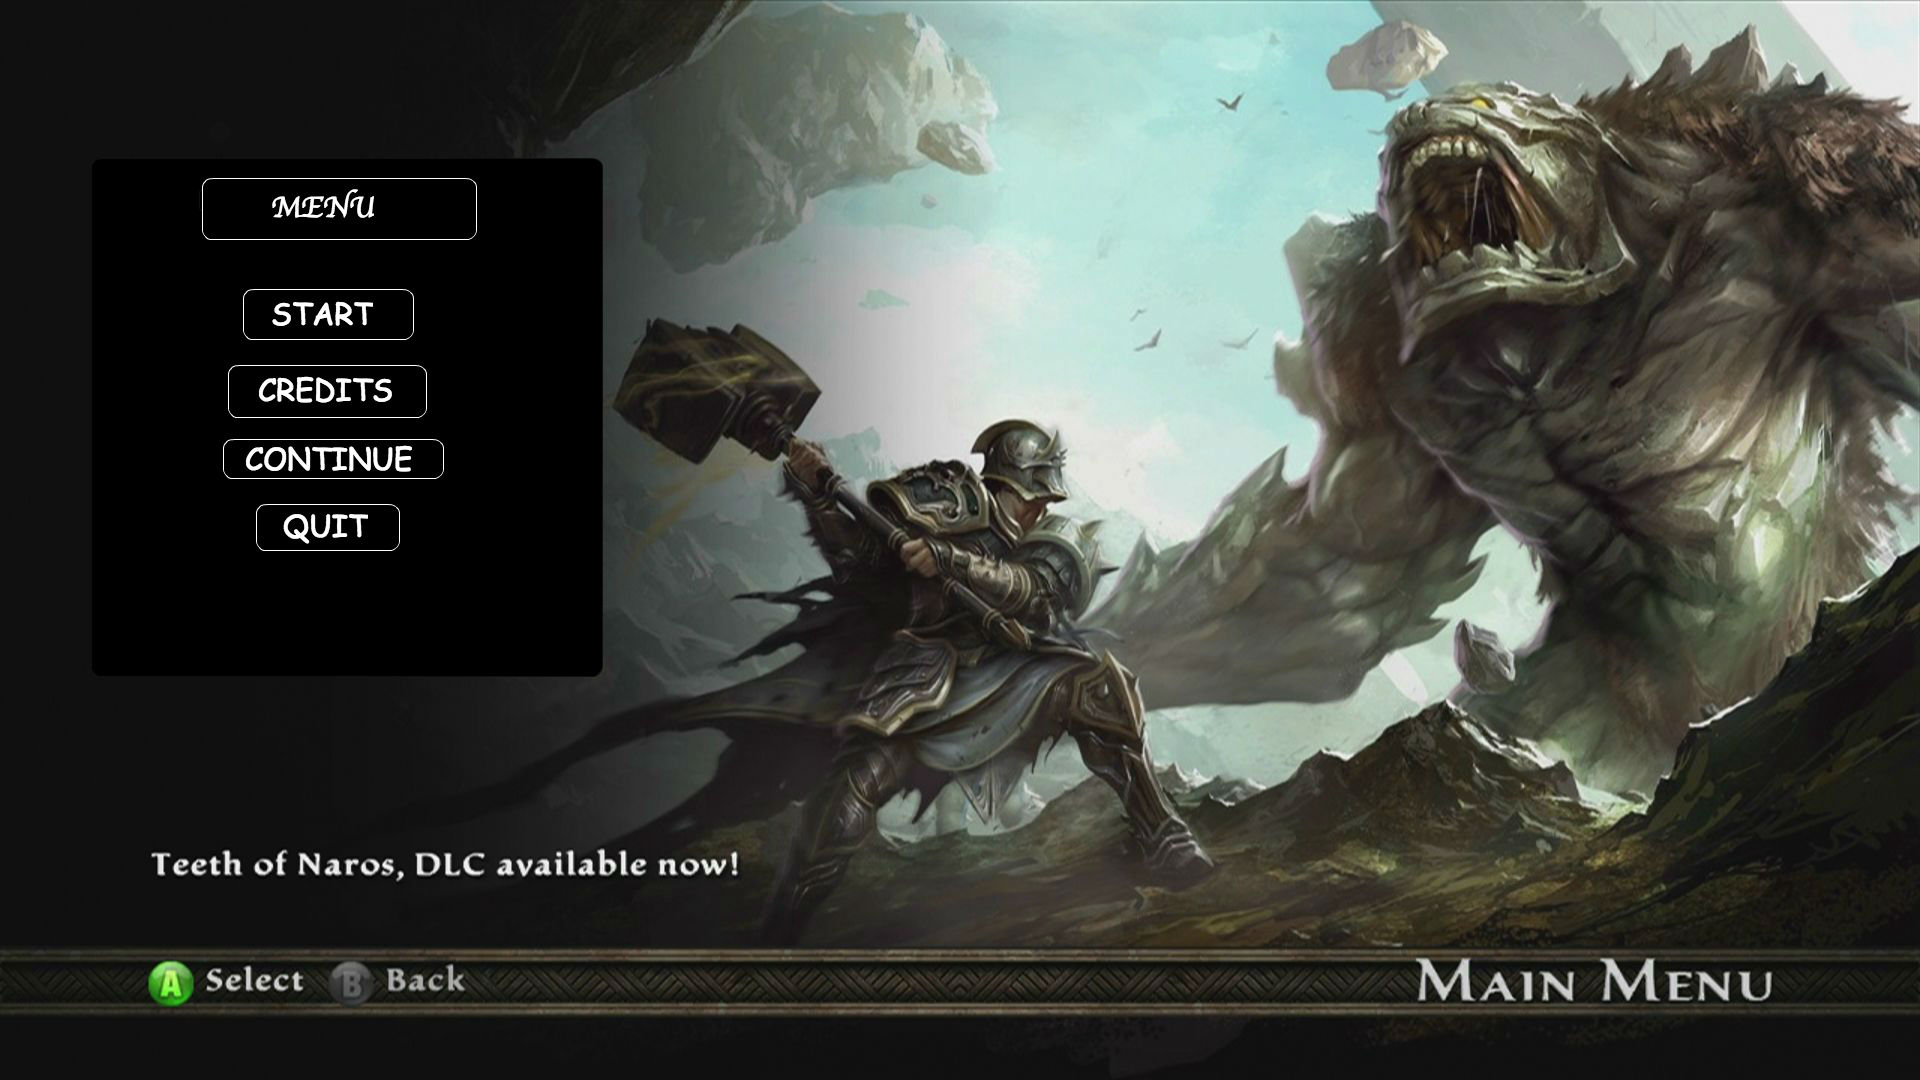 MENU
START
CREDITS
CONTINUE
QUIT
Teeth of Naros, DLC available now!
A Select B Back
MAIN MENU